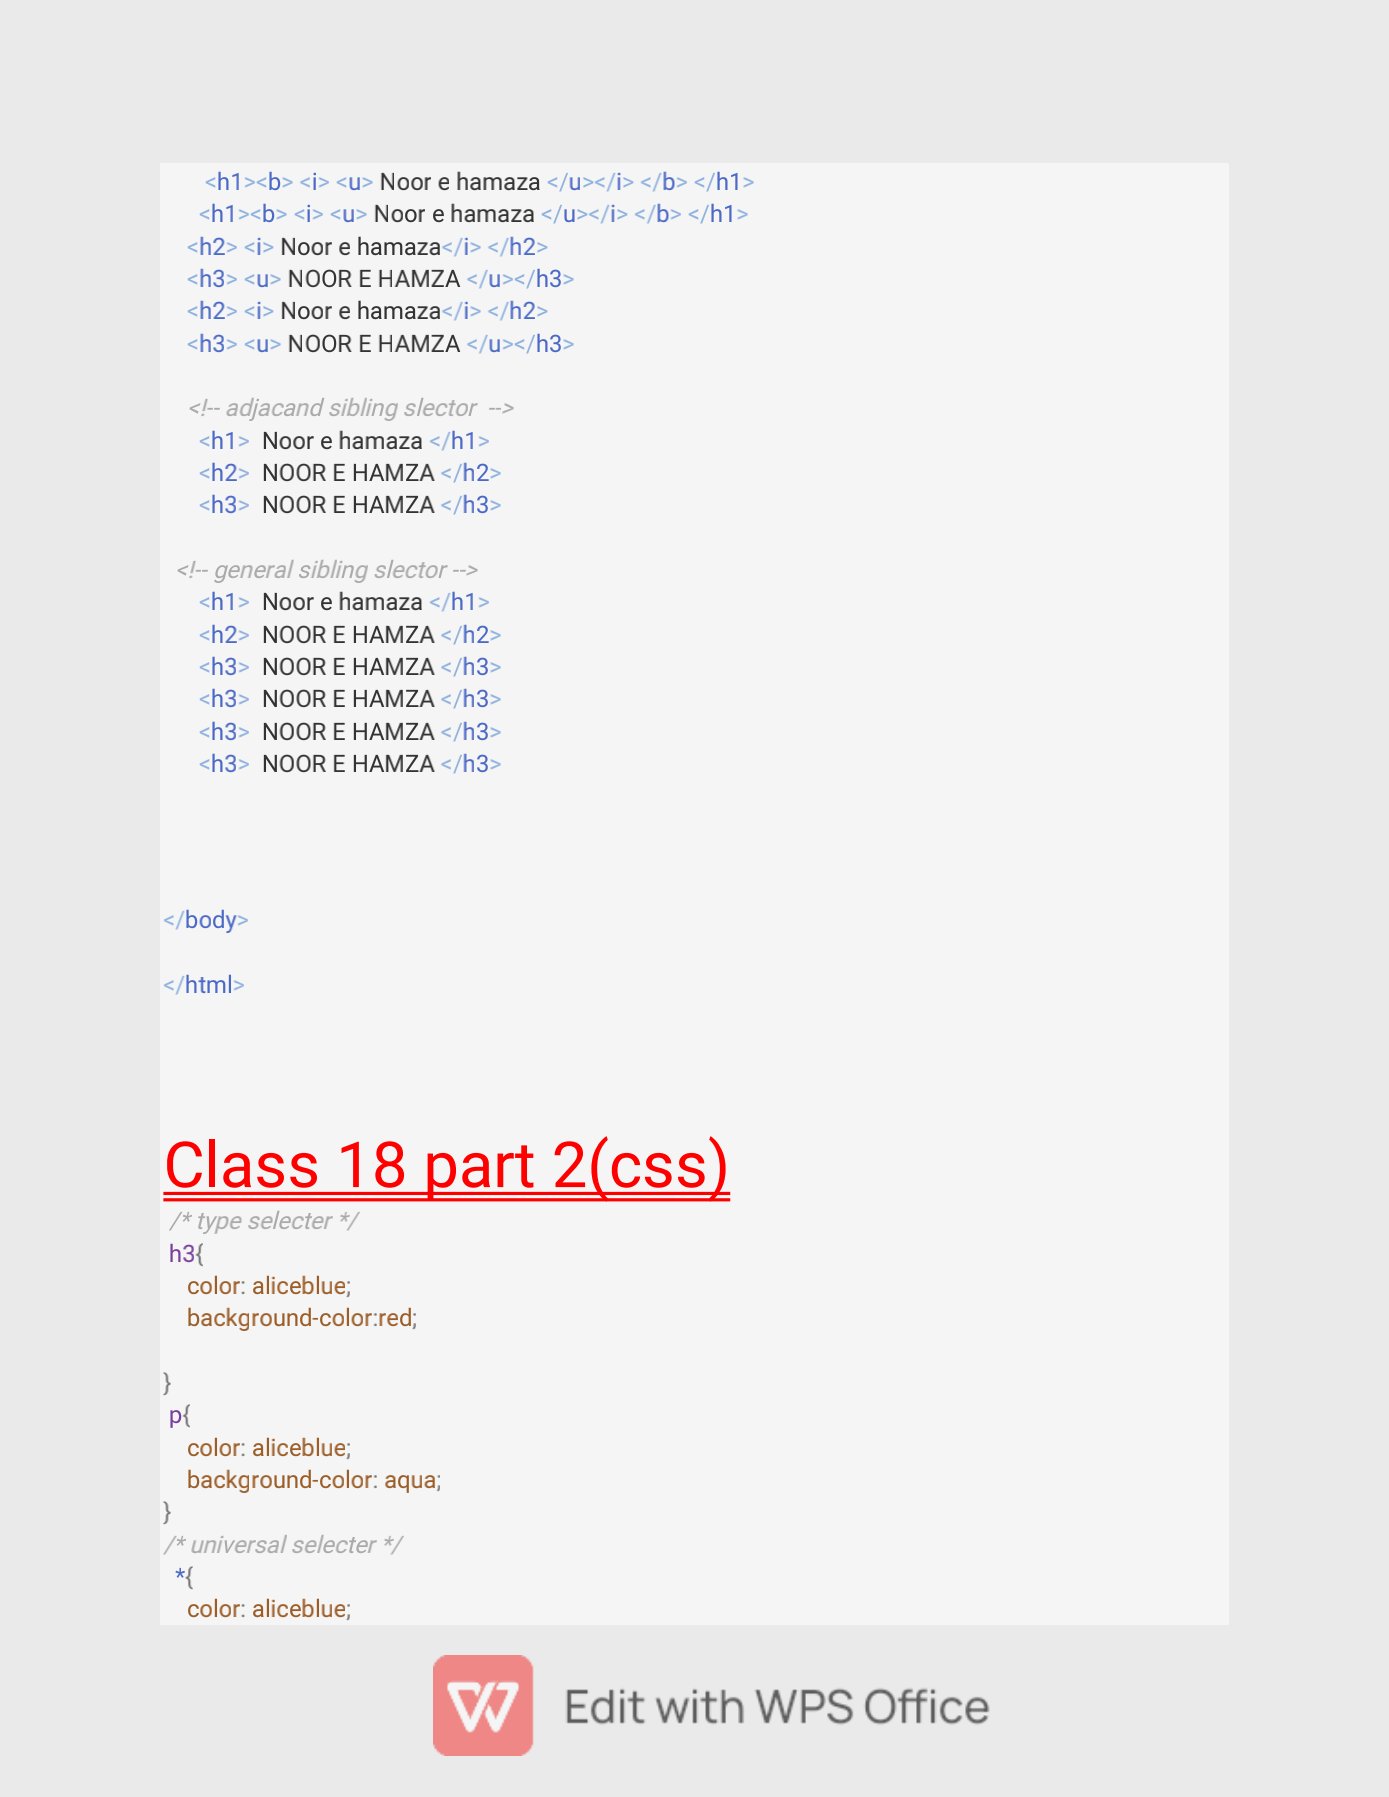 <h1><b> <i> <u> Noor e hamaza </u></i> </b> </h1>
<h1><b> <i> <u> Noor e hamaza </u></i> </b> </h1>
<h2> <i> Noor e hamaza</i> </h2>
<h3> <u> NOOR E HAMZA </u></h3>
<h2> <i> Noor e hamaza</i> </h2>
<h3> <u> NOOR E HAMZA </u></h3>
<!-- adjacand sibling slector  -->
<h1>  Noor e hamaza </h1>
<h2>  NOOR E HAMZA </h2>
<h3>  NOOR E HAMZA </h3>
<!-- general sibling slector -->
<h1>  Noor e hamaza </h1>
<h2>  NOOR E HAMZA </h2>
<h3>  NOOR E HAMZA </h3>
<h3>  NOOR E HAMZA </h3>
<h3>  NOOR E HAMZA </h3>
<h3>  NOOR E HAMZA </h3>
</body>
</html>
Class 18 part 2(css)
/* type selecter */
h3{
color: aliceblue;
background-color:red;
}
p{
color: aliceblue;
background-color: aqua;
}
/* universal selecter */
*{
color: aliceblue;
Edit with WPS Office